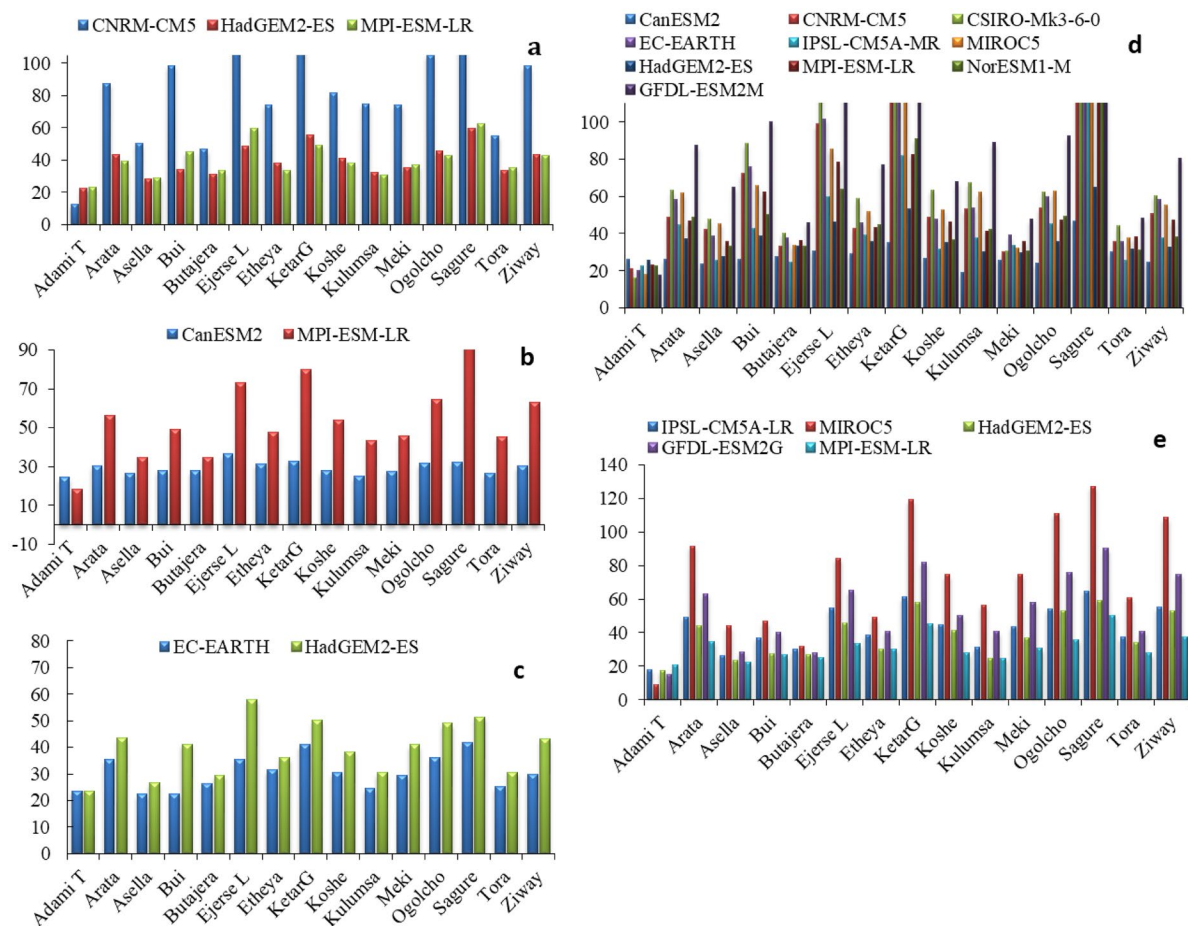 CNRM-CM5 HadGEM2-ES MPI-ESM-LR
a
100
80
60
40
20
0
Adami T Arata Asella Bui Butajera Ejerse L Etheya KetarG Koshe Kulumsa Meki Ogolcho Sagure Tora Ziway
CanESM2 MPI-ESM-LR
b
90
70
50
30
10
-10
Adami T Arata Asella Bui Butajera Ejerse L Etheya KetarG Koshe Kulumsa Meki Ogolcho Sagure Tora Ziway
EC-EARTH HadGEM2-ES
c
80
70
60
50
40
30
20
10
0
Adami T Arata Asella Bui Butajera Ejerse L Etheya KetarG Koshe Kulumsa Meki Ogolcho Sagure Tora Ziway
CanESM2 CNRM-CM5 CSIRO-Mk3-6-0
EC-EARTH IPSL-CM5A-MR MIROC5
HadGEM2-ES MPI-ESM-LR NorESM1-M
GFDL-ESM2M
d
100
80
60
40
20
0
Adami T Arata Asella Bui Butajera Ejerse L Etheya KetarG Koshe Kulumsa Meki Ogolcho Sagure Tora Ziway
IPSL-CM5A-LR MIROC5 HadGEM2-ES
GFDL-ESM2G MPI-ESM-LR
e
140
120
100
80
60
40
20
0
Adami T Arata Asella Bui Butajera Ejerse L Etheya KetarG Koshe Kulumsa Meki Ogolcho Sagure Tora Ziway